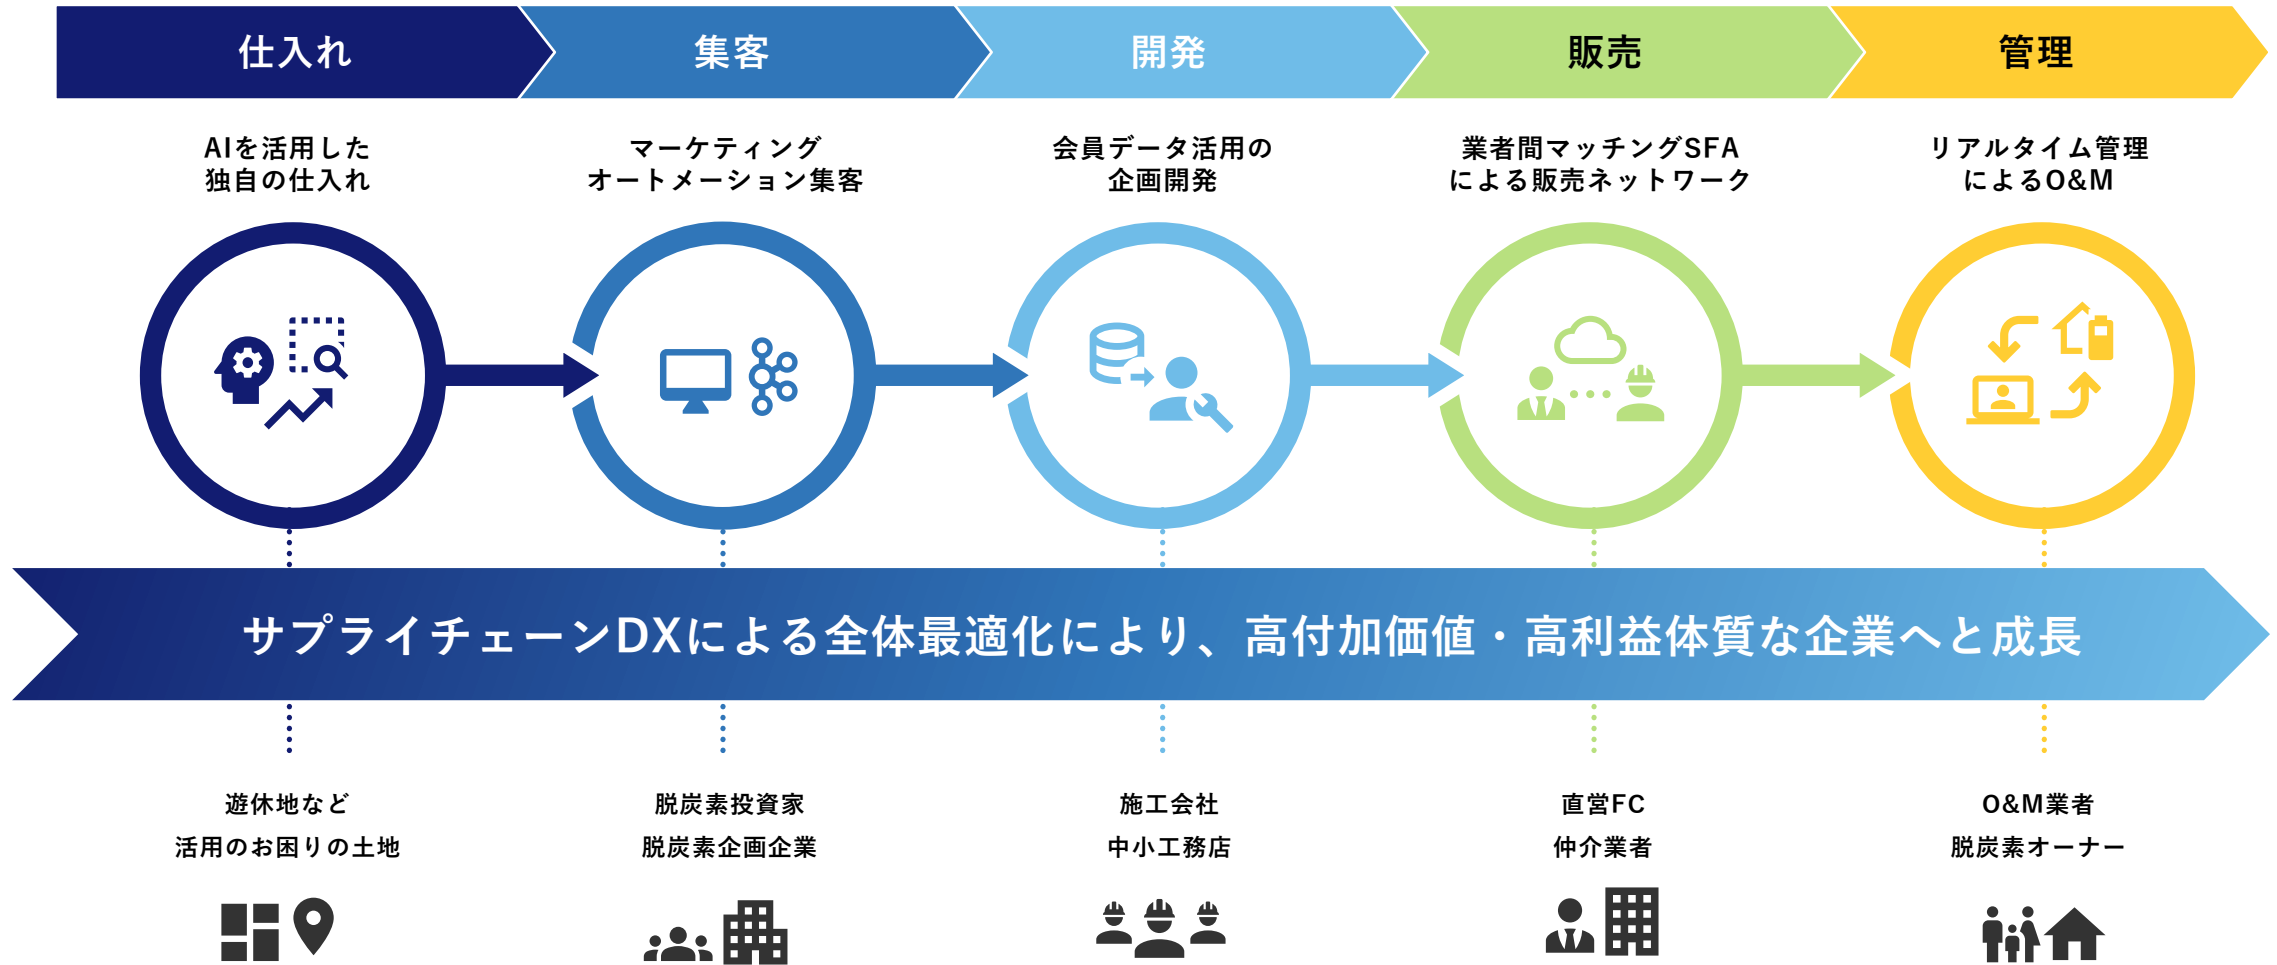 仕入れ
集客
開発
販売
管理
AIを活用した
独自の仕入れ
マーケティング
オートメーション集客
会員データ活用の
企画開発
業者間マッチングSFA
による販売ネットワーク
リアルタイム管理
によるO&M
サプライチェーンDXによる全体最適化により、高付加価値・高利益体質な企業へと成長
遊休地など
活用のお困りの土地
脱炭素投資家
脱炭素企画企業
施工会社
中小工務店
直営FC
仲介業者
O&M業者
脱炭素オーナー